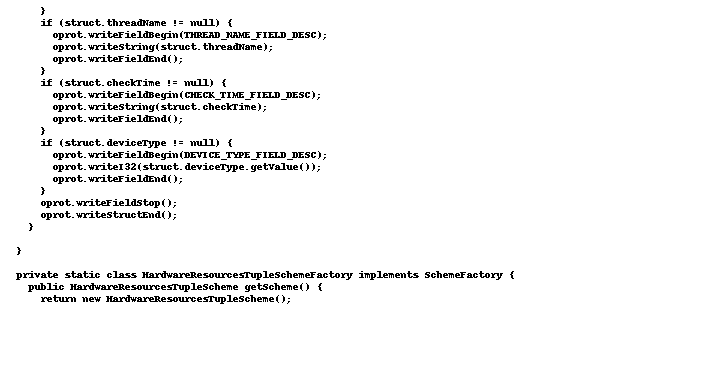 }
    if (struct.threadName != null) {
      oprot.writeFieldBegin(THREAD_NAME_FIELD_DESC);
      oprot.writeString(struct.threadName);
      oprot.writeFieldEnd();
    }
    if (struct.checkTime != null) {
      oprot.writeFieldBegin(CHECK_TIME_FIELD_DESC);
      oprot.writeString(struct.checkTime);
      oprot.writeFieldEnd();
    }
    if (struct.deviceType != null) {
      oprot.writeFieldBegin(DEVICE_TYPE_FIELD_DESC);
      oprot.writeI32(struct.deviceType.getValue());
      oprot.writeFieldEnd();
    }
    oprot.writeFieldStop();
    oprot.writeStructEnd();
  }

}

private static class HardwareResourcesTupleSchemeFactory implements SchemeFactory {
  public HardwareResourcesTupleScheme getScheme() {
    return new HardwareResourcesTupleScheme();